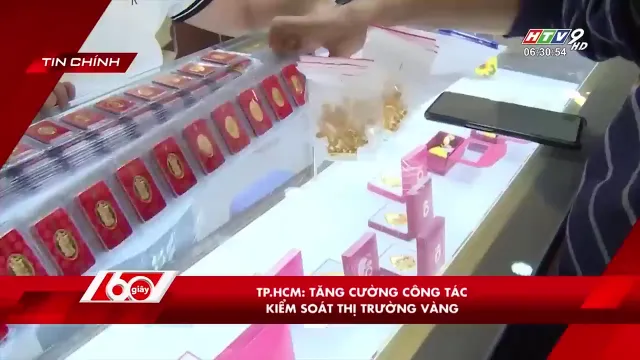 TIN CHÍNH
HTV9
HD
06:30:54
60
giây
TP.HCM: TĂNG CƯỜNG CÔNG TÁC
KIỂM SOÁT THỊ TRƯỜNG VÀNG